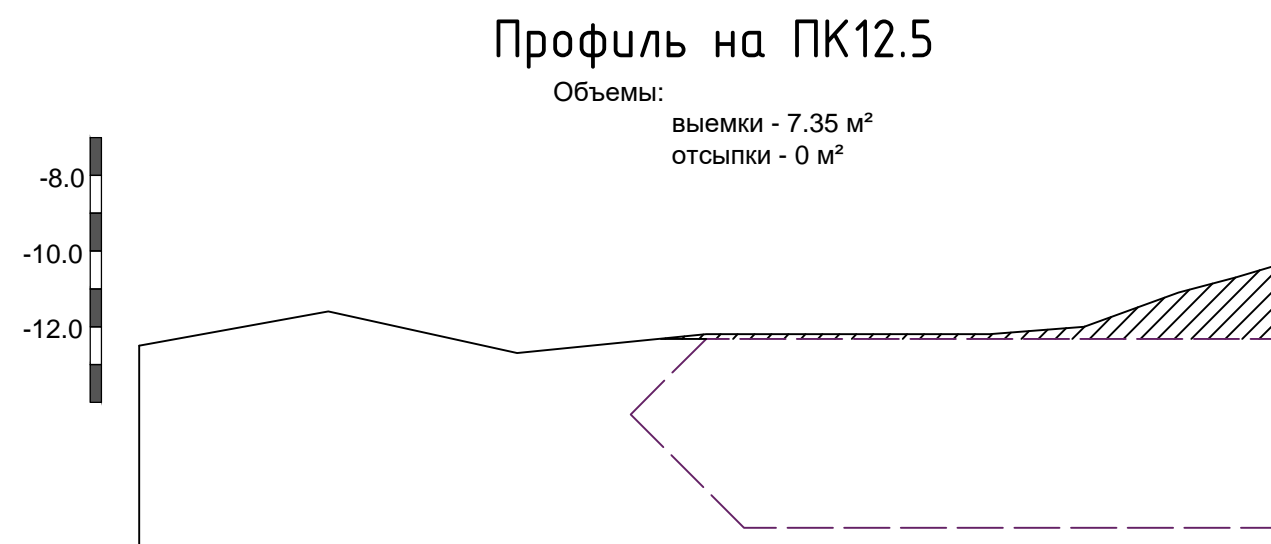 Профиль на ПК12.5
Объемы:
выемки - 7.35 м²
отсыпки - 0 м²
-8.0
-10.0
-12.0